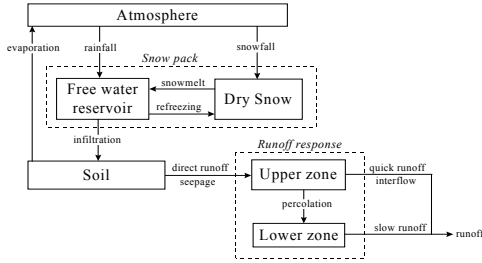 Atmosphere
evaporation
rainfall
snowfall
Snow pack
Free water
reservoir
snowmelt
refreezing
Dry Snow
infiltration
Runoff response
Soil
direct runoff
seepage
Upper zone
quick runoff
interflow
percolation
Lower zone
slow runoff
runoff